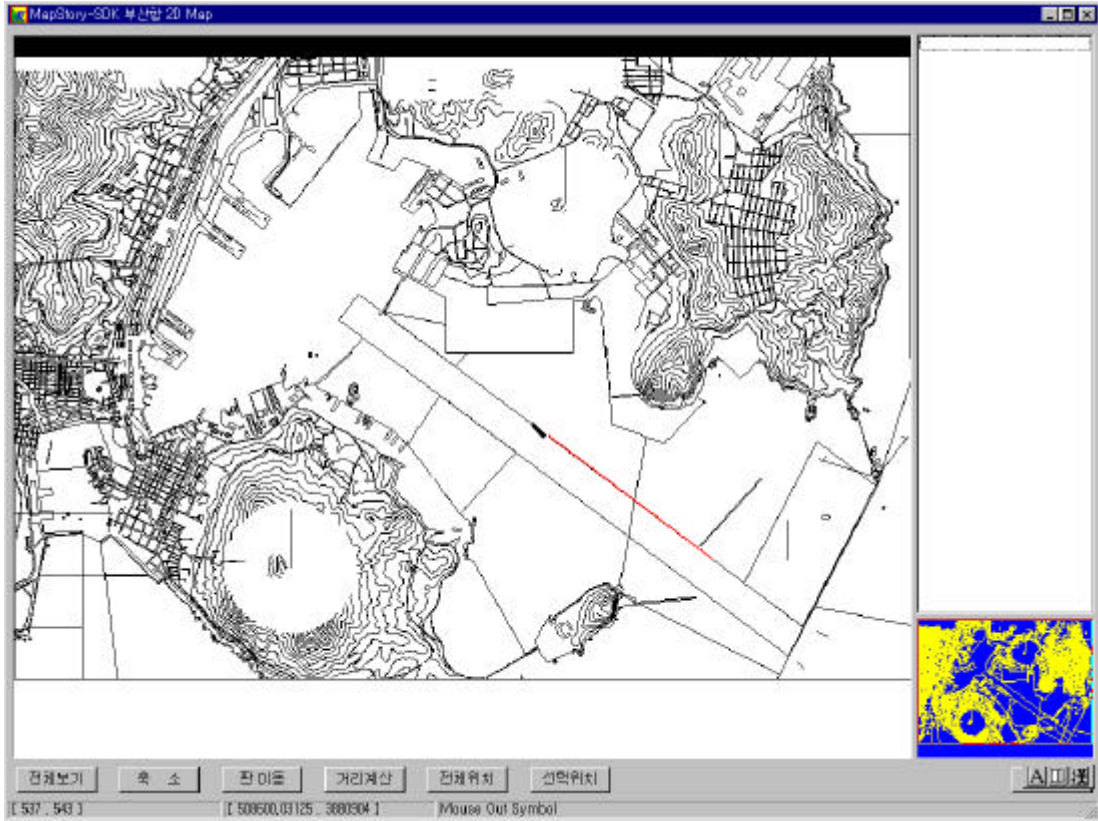 MapStory-SDK 부산항 2D Map
전체보기 축 소 판 이동 거리계산 전체위치 선택위치
[ 537 , 543 ] [ 508600,03125 , 3880904 ] Mouse Out Symbol